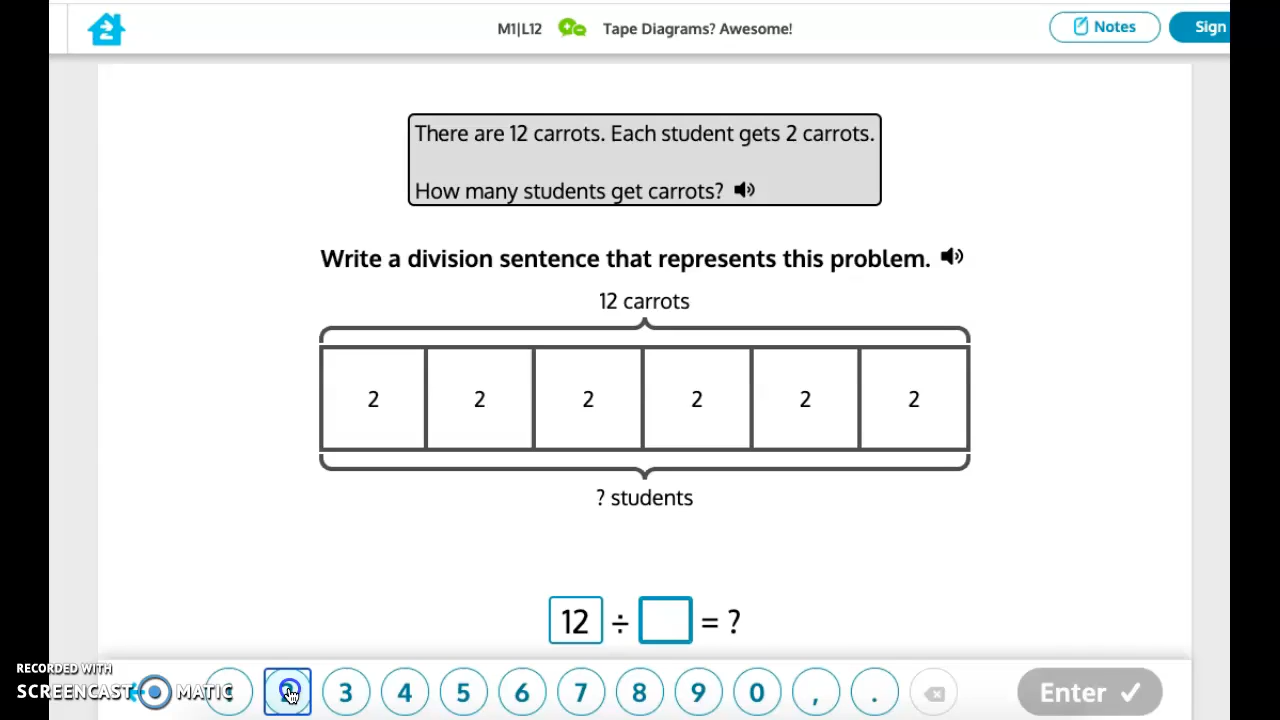 M1|L12 Tape Diagrams? Awesome! Notes Sign
There are 12 carrots. Each student gets 2 carrots.
How many students get carrots?
Write a division sentence that represents this problem.
12 carrots
2 2 2 2 2 2
? students
12 ÷ = ?
RECORDED WITH
SCREENCAST MATIC
2 3 4 5 6 7 8 9 0 , . Enter ✓